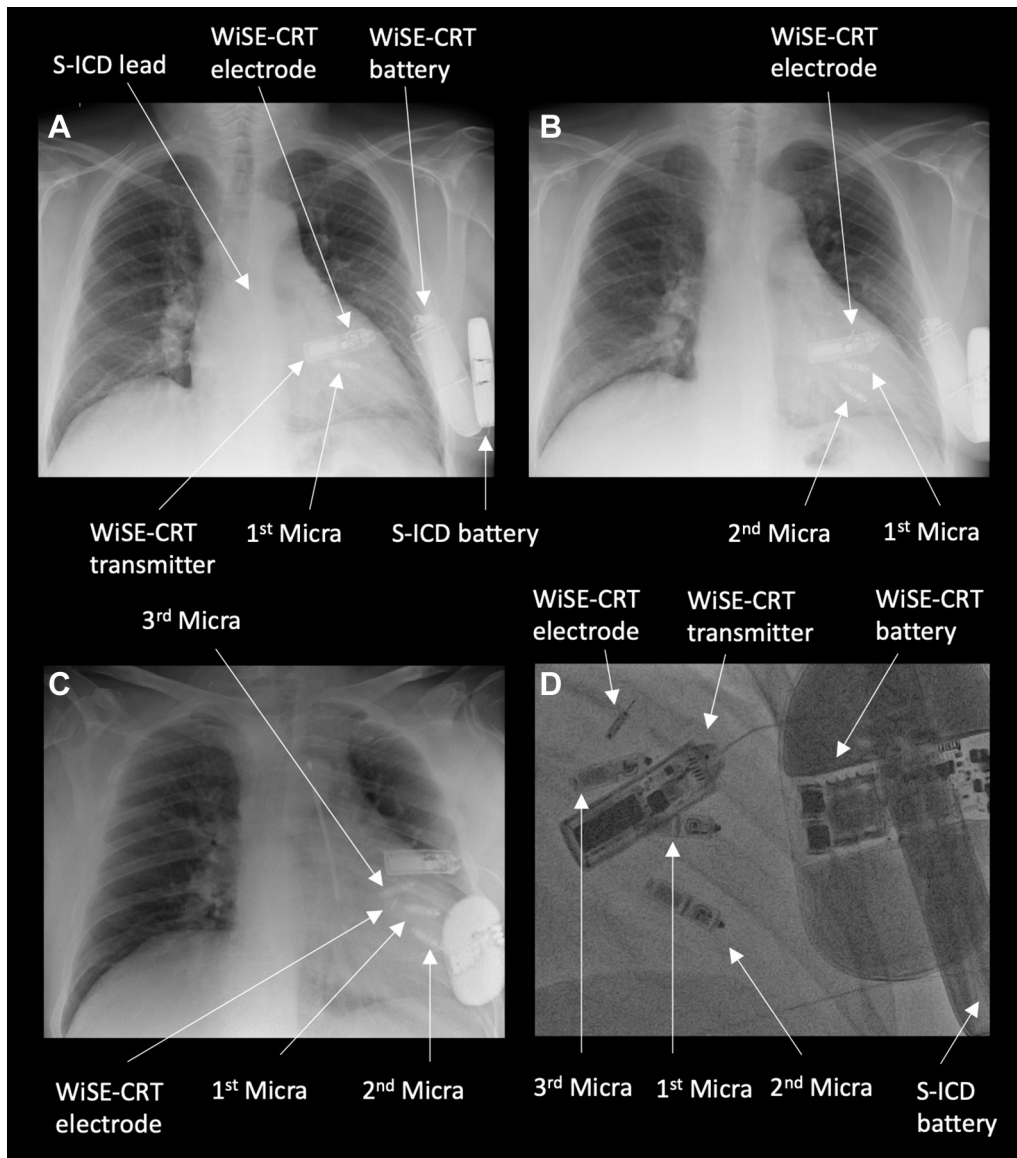 S-ICD lead
WiSE-CRT
electrode
WiSE-CRT
battery
WiSE-CRT
electrode
A
B
WiSE-CRT
transmitter
1st Micra
S-ICD battery
2nd Micra
1st Micra
3rd Micra
WiSE-CRT
electrode
WiSE-CRT
transmitter
WiSE-CRT
battery
C
D
WiSE-CRT
electrode
1st Micra
2nd Micra
3rd Micra
1st Micra
2nd Micra
S-ICD
battery